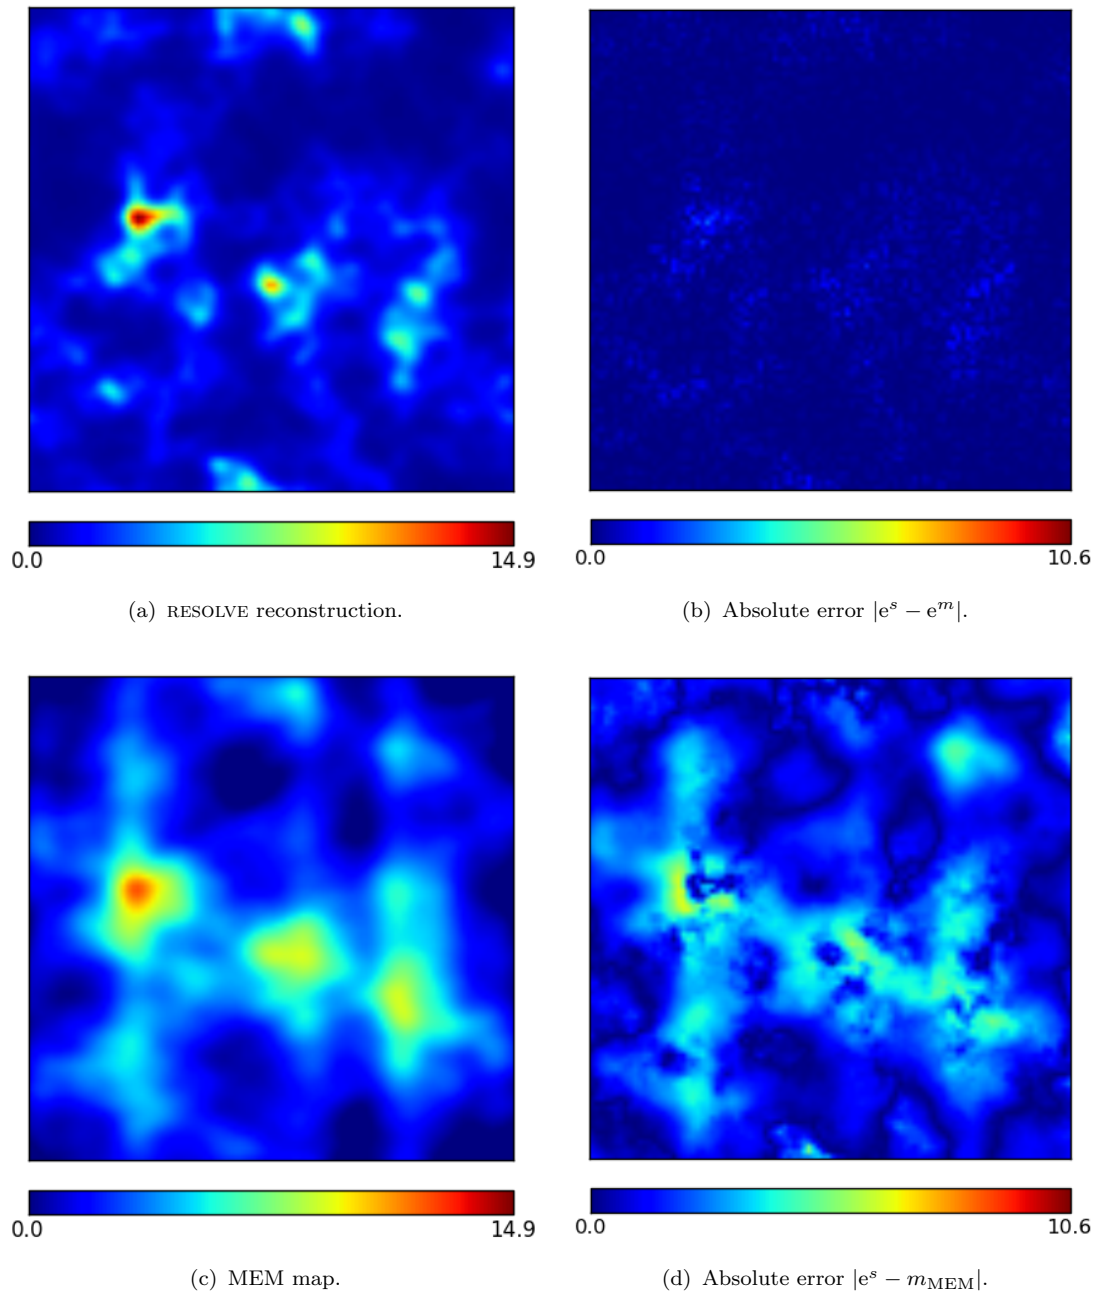 0.0 14.9 0.0 10.6
(a) RESOLVE reconstruction. (b) Absolute error |e^s − e^m|.
0.0 14.9 0.0 10.6
(c) MEM map. (d) Absolute error |e^s − m_MEM|.